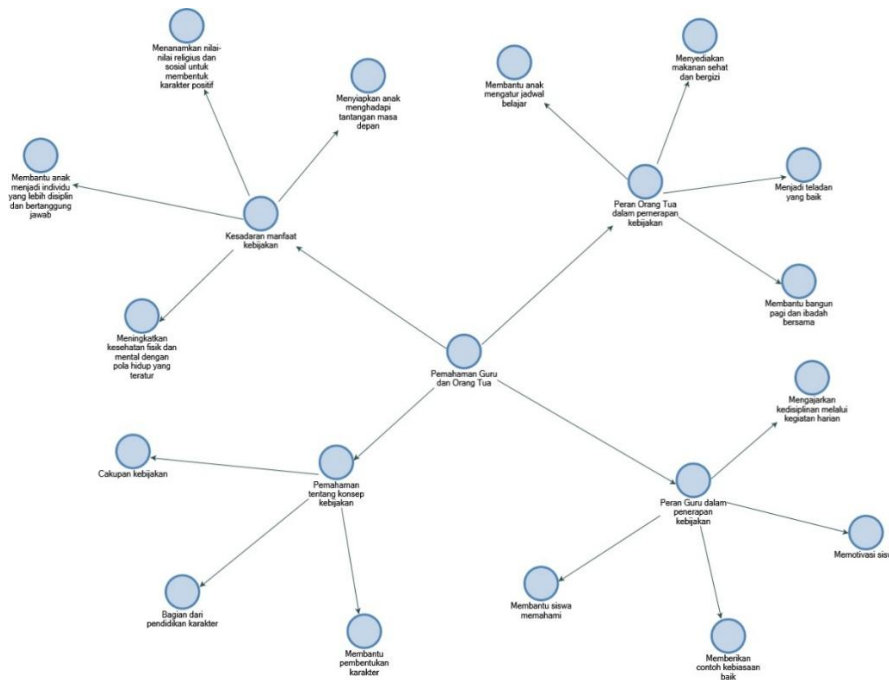 Menanamkan nilai-
nilai religius dan
sosial untuk
membentuk
karakter positif
Menyiapkan anak
menghadapi
tantangan masa
depan
Membantu anak
menjadi individu
yang lebih disiplin
dan bertanggung
jawab
Kesadaran manfaat
kebijakan
Meningkatkan
kesehatan fisik dan
mental dengan
pola hidup yang
teratur
Membantu anak
mengatur jadwal
belajar
Menyediakan
makanan sehat
dan bergizi
Peran Orang Tua
dalam penerapan
kebijakan
Menjadi teladan
yang baik
Membantu bangun
pagi dan ibadah
bersama
Pemahaman Guru
dan Orang Tua
Cakupan kebijakan
Pemahaman
tentang konsep
kebijakan
Bagian dari
pendidikan karakter
Membantu
pembentukan
karakter
Mengajarkan
kedisiplinan melalui
kegiatan harian
Peran Guru dalam
penerapan
kebijakan
Memotivasi sisw
Membantu siswa
memahami
Memberikan
contoh kebiasaan
baik